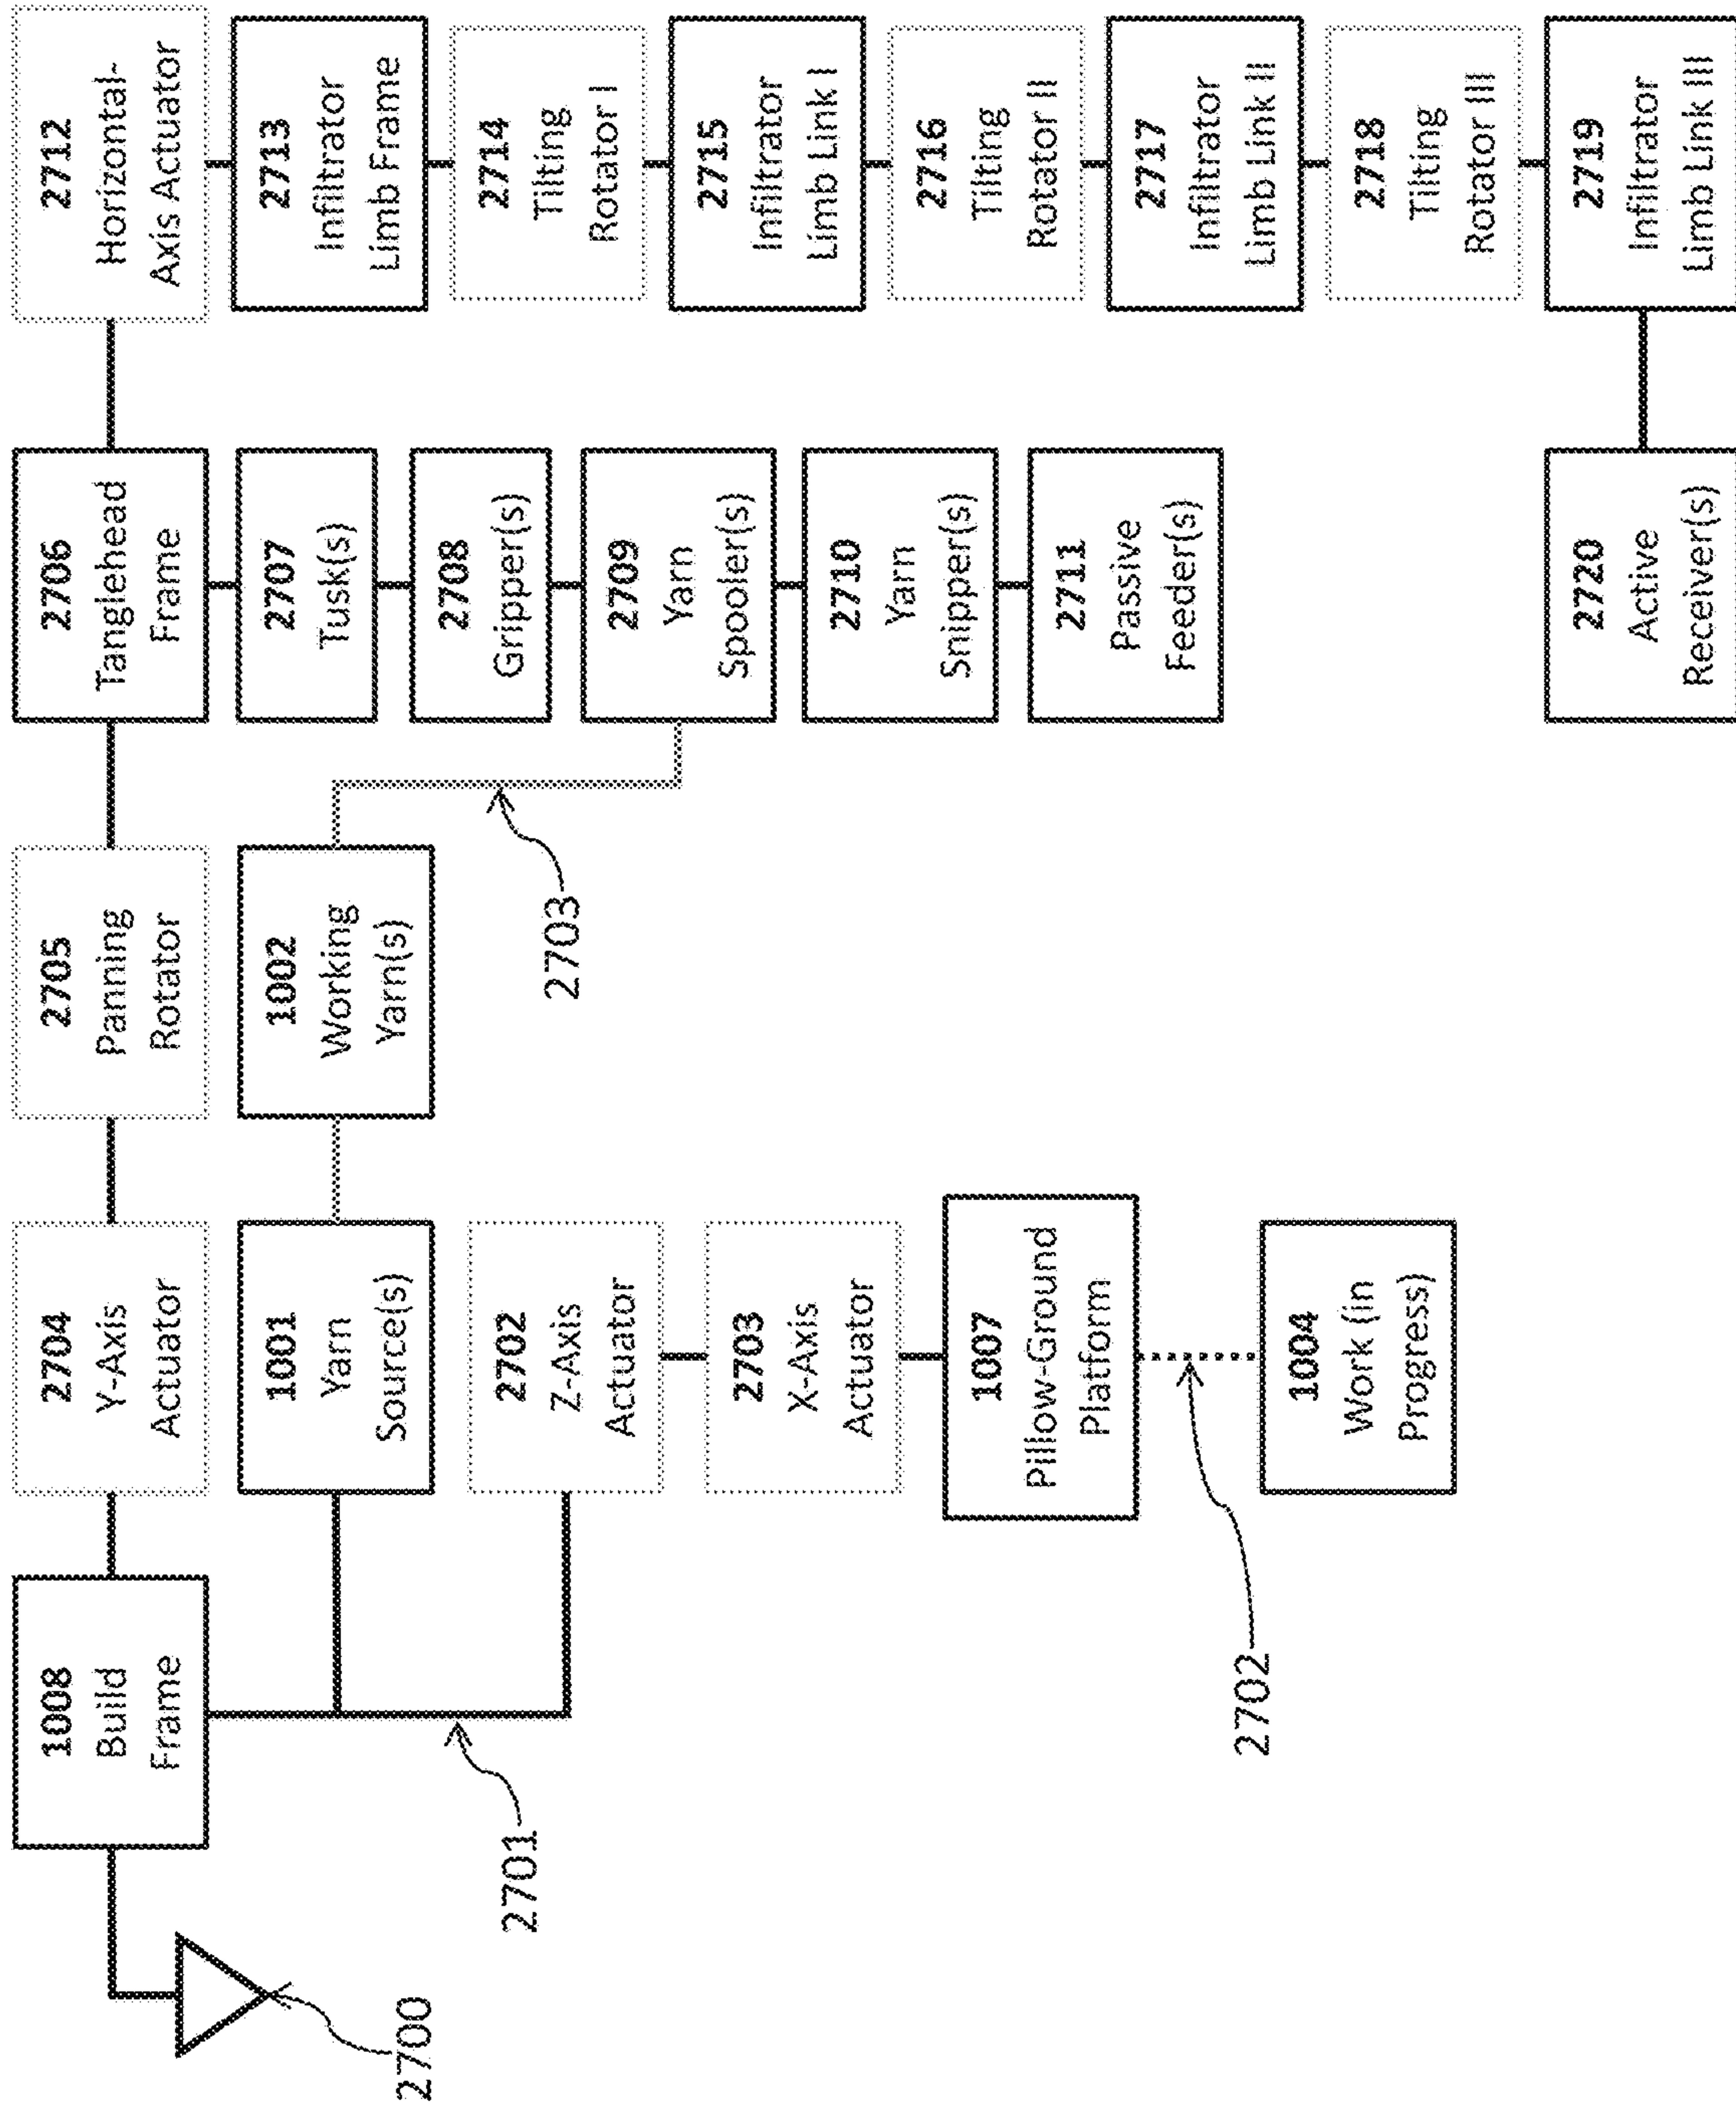 1008
Build
Frame
2704
Y-Axis
Actuator
2705
Panning
Rotator
2706
Tanglehead
Frame
2712
Horizontal-
Axis Actuator
1001
Yarn
Source(s)
1002
Working
Yarn(s)
2707
Tusk(s)
2713
Infiltrator
Limb Frame
2700
2701
2702
Z-Axis
Actuator
2703
2708
Gripper(s)
2714
Tilting
Rotator I
2703
X-Axis
Actuator
2709
Yarn
Spooler(s)
2715
Infiltrator
Limb Link I
1007
Pillow-Ground
Platform
2710
Yarn
Snipper(s)
2716
Tilting
Rotator II
2711
Passive
Feeder(s)
2717
Infiltrator
Limb Link II
2702
1004
Work (in
Progress)
2718
Tilting
Rotator III
2720
Active
Receiver(s)
2719
Infiltrator
Limb Link III